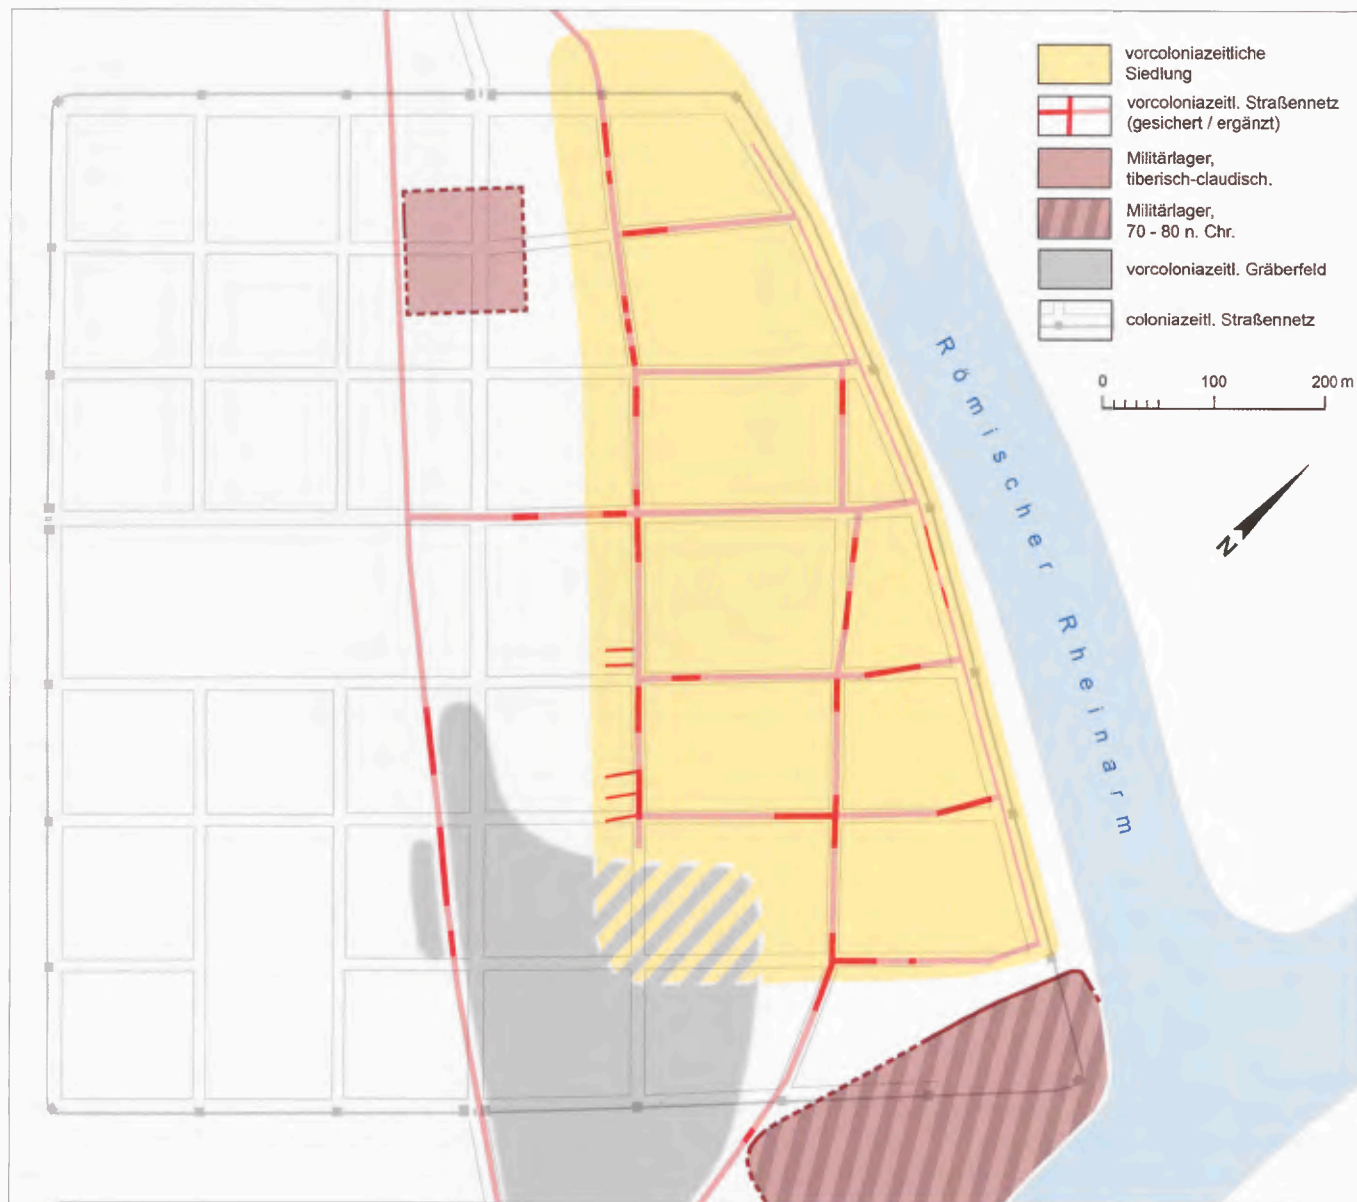 vorcoloniazeitliche
Siedlung
vorcoloniazeitl. Straßennetz
(gesichert / ergänzt)
Militärlager,
tiberisch-claudisch.
Militärlager,
70 - 80 n. Chr.
vorcoloniazeitl. Gräberfeld
coloniazeitl. Straßennetz
0 100 200 m
N
Römischer Rheinarm